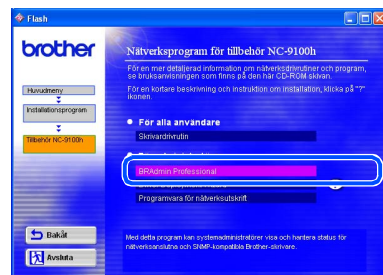 Flash
brother
Nätverksprogram för tillbehör NC-9100h
För en mer detaljerad information om nätverksdrivrutiner och program,
se bruksanvisningen som finns på den här CD-ROM skivan.
För en kortare beskrivning och instruktion om installation, klicka på "?"
ikonen.
Huvudmeny
Installationsprogram
Tillbehör NC-9100h
För alla användare
Skrivardrivrutin
BRAdmin Professional
Programvara för nätverksutskrift
Bakåt
Avsluta
Med detta program kan systemadministratörer visa och hantera status för
nätverksanslutna och SNMP-kompatibla Brother-skrivare.